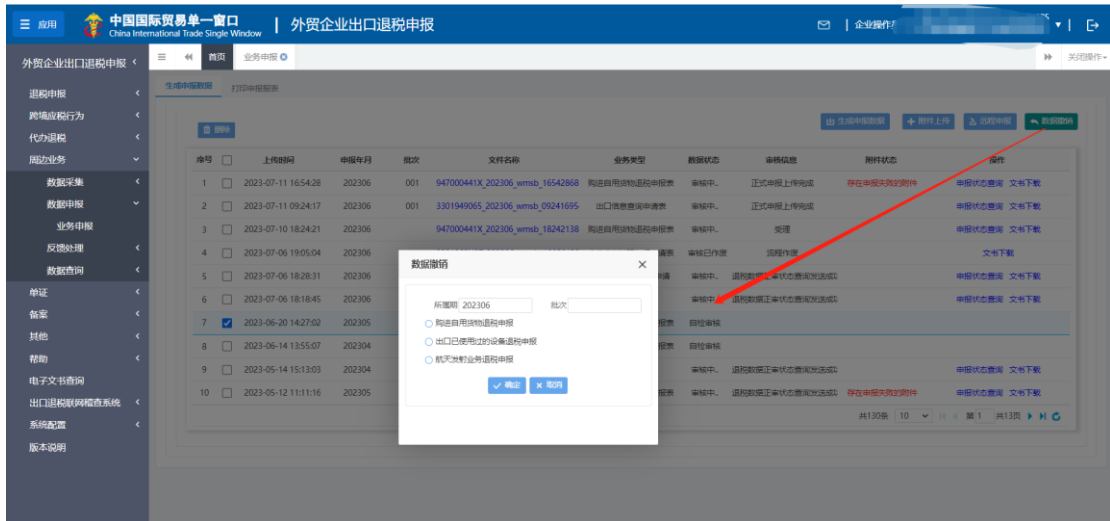 应用
中国国际贸易单一窗口
China International Trade Single Window
外贸企业出口退税申报
企业操作
外贸企业出口退税申报
首页
业务申报
关闭操作
退税申报
跨境应税行为
代办退税
周边业务
数据采集
数据申报
业务申报
反馈处理
数据查询
单证
备案
其他
帮助
电子文书查询
出口退税联网稽查系统
系统配置
版本说明
生成申报数据 打印申报报表
删除
生成申报数据 附件上传 远程申报 数据撤销
序号 上传时间 申报年月 批次 文件名称 业务类型 数据状态 审核信息 附件状态 操作
1 2023-07-11 16:54:28 202306 001 947000441X_202306_wmsb_16542868 购进自用货物退税申报表 审核中.. 正式申报上传完成 存在申报失败的附件 申报状态查询 文书下载
2 2023-07-11 09:24:17 202306 001 3301949065_202306_wmsb_09241695 出口信息查询申请表 审核中.. 正式申报上传完成 申报状态查询 文书下载
3 2023-07-10 18:24:21 202306 947000441X_202306_wmsb_18242138 购进自用货物退税申报表 审核中.. 受理 申报状态查询 文书下载
4 2023-07-06 19:05:04 202306 请表 审核已作废 流程作废 文书下载
5 2023-07-06 18:28:31 202306 申请 审核中.. 退税数据正审状态查询发送成功 申报状态查询 文书下载
6 2023-07-06 18:18:45 202306 审核中 退税数据正审状态查询发送成功 申报状态查询 文书下载
7 2023-06-20 14:27:02 202305 报表 自检审核
8 2023-06-14 13:55:07 202304 报表 自检审核
9 2023-05-14 15:13:03 202304 审核中.. 退税数据正审状态查询发送成功 申报状态查询 文书下载
10 2023-05-12 11:11:16 202305 报表 审核中.. 退税数据正审状态查询发送成功 存在申报失败的附件 申报状态查询 文书下载
共130条 10 第 1 共13页
数据撤销
所属期 202306 批次
购进自用货物退税申报
出口已使用过的设备退税申报
航天发射业务退税申报
确定 取消